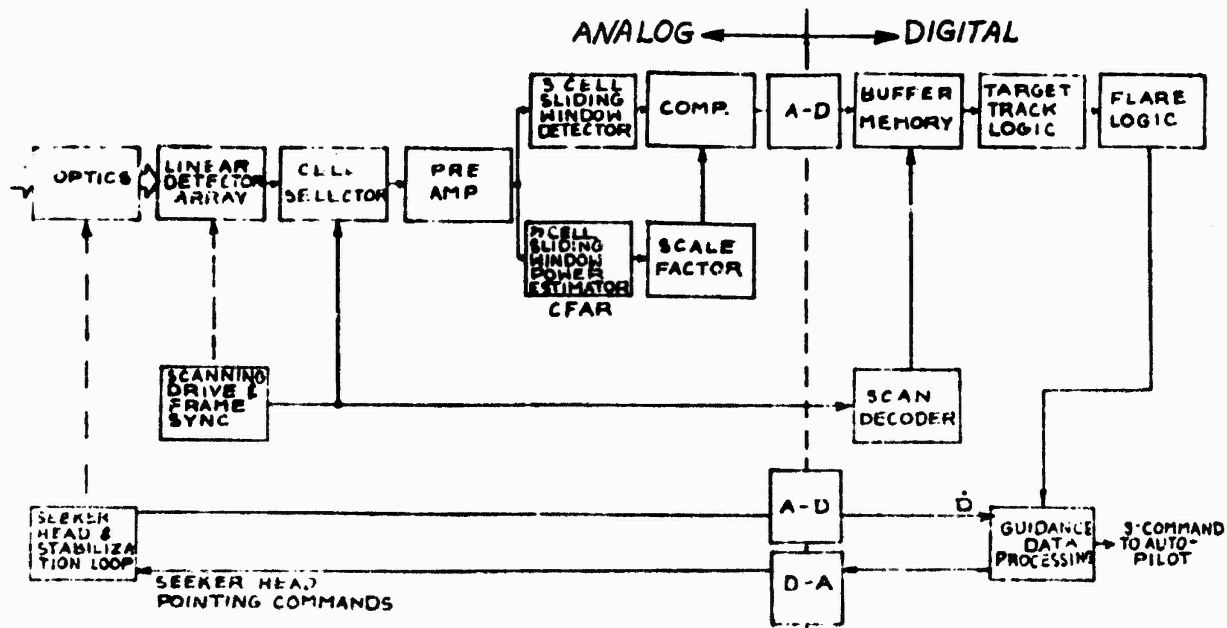 ANALOG
DIGITAL
3 CELL
SLIDING
WINDOW
DETECTOR
COMP.
A-D
BUFFER
MEMORY
TARGET
TRACK
LOGIC
FLARE
LOGIC
OPTICS
LINEAR
DETECTOR
ARRAY
CELL
SELECTOR
PRE
AMP
CELL
SLIDING
WINDOW
POWER
ESTIMATOR
CFAR
SCALE
FACTOR
SCANNING
DRIVE &
FRAME
SYNC
SCAN
DECODER
SEEKER
HEAD &
STABILIZA
TION LOOP
A-D
Ḋ
GUIDANCE
DATA
PROCESSING
g-COMMAND
TO AUTO-
PILOT
D-A
SEEKER HEAD
POINTING COMMANDS